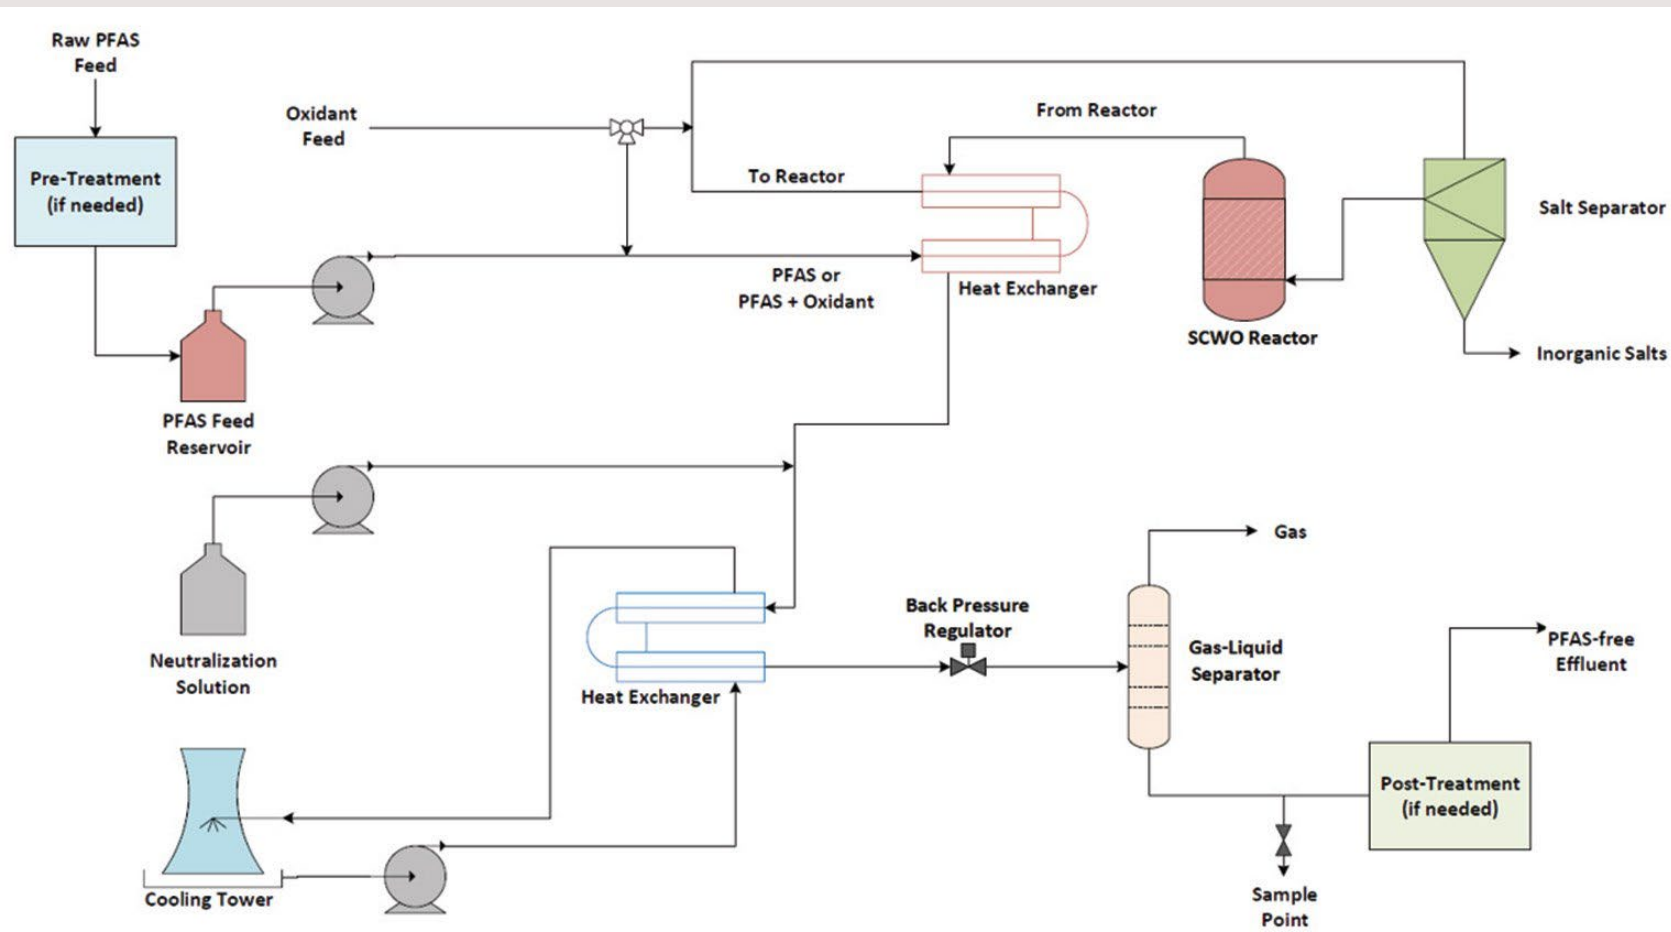 Raw PFAS
Feed
Pre-Treatment
(if needed)
PFAS Feed
Reservoir
Oxidant
Feed
To Reactor
From Reactor
PFAS or
PFAS + Oxidant
Heat Exchanger
SCWO Reactor
Salt Separator
Inorganic Salts
Neutralization
Solution
Heat Exchanger
Cooling Tower
Back Pressure
Regulator
Gas
Gas-Liquid
Separator
PFAS-free
Effluent
Post-Treatment
(if needed)
Sample
Point